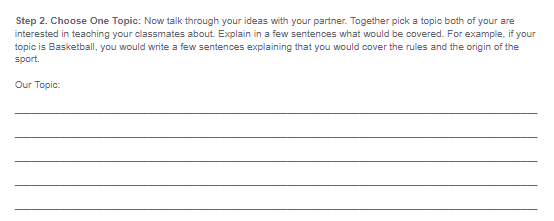 Step 2. Choose One Topic: Now talk through your ideas with your partner. Together pick a topic both of your are
interested in teaching your classmates about. Explain in a few sentences what would be covered. For example, if your
topic is Basketball, you would write a few sentences explaining that you would cover the rules and the origin of the
sport.
Our Topic: